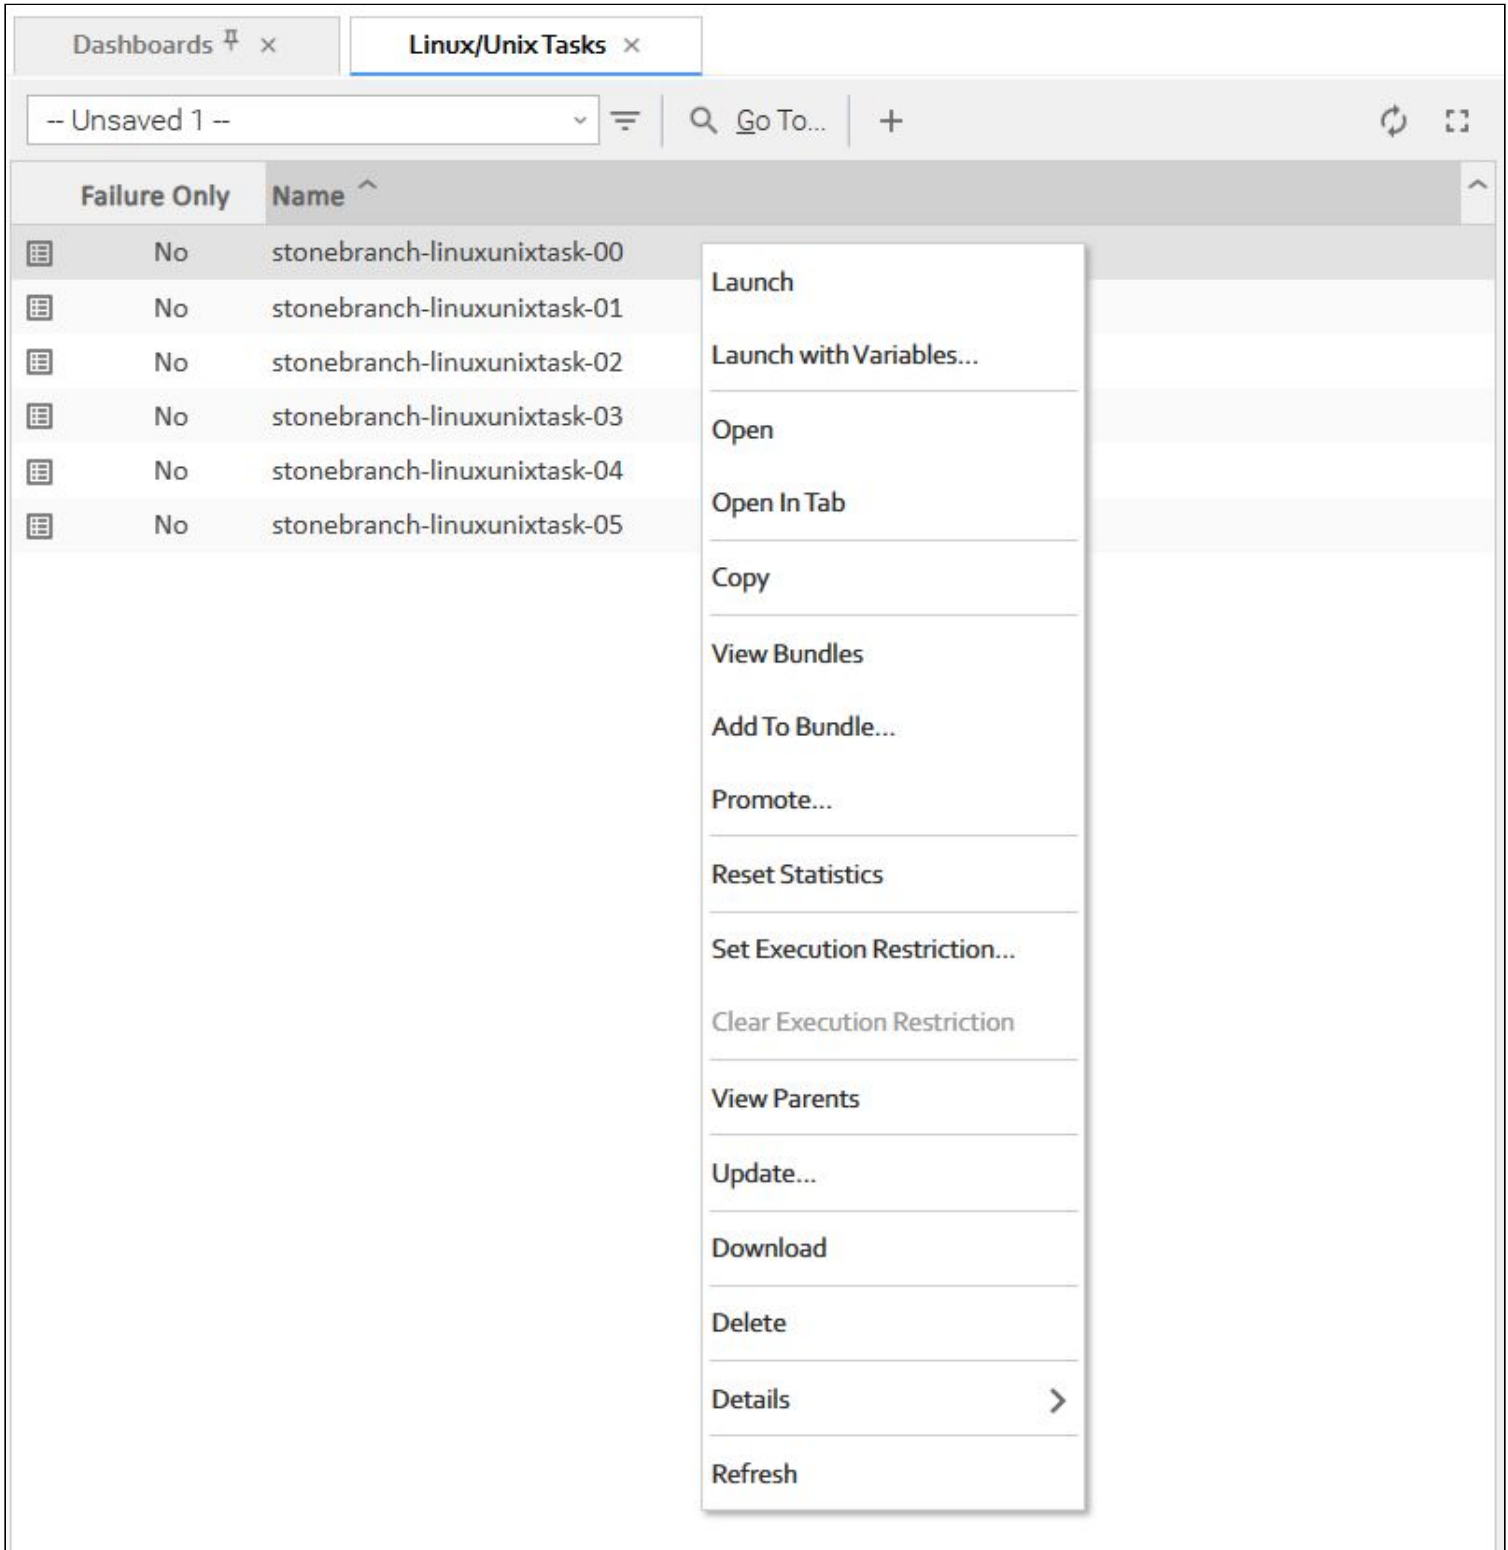 Dashboards
Linux/Unix Tasks
-- Unsaved 1 --
Go To...
Failure Only Name
No stonebranch-linuxunixtask-00
No stonebranch-linuxunixtask-01
No stonebranch-linuxunixtask-02
No stonebranch-linuxunixtask-03
No stonebranch-linuxunixtask-04
No stonebranch-linuxunixtask-05
Launch
Launch with Variables...
Open
Open In Tab
Copy
View Bundles
Add To Bundle...
Promote...
Reset Statistics
Set Execution Restriction...
Clear Execution Restriction
View Parents
Update...
Download
Delete
Details
Refresh